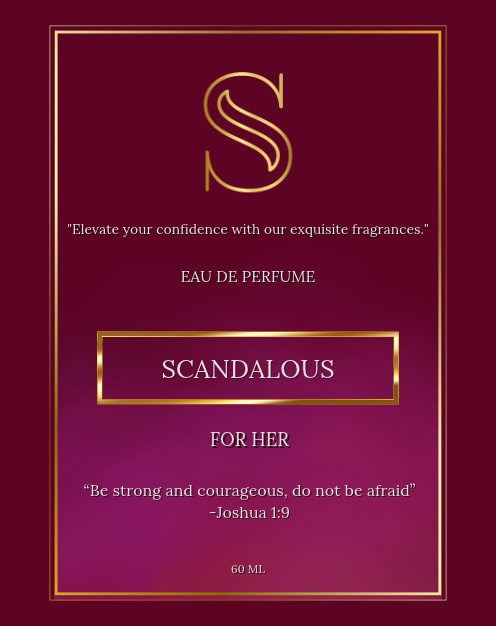 S
"Elevate your confidence with our exquisite fragrances."
EAU DE PERFUME
SCANDALOUS
FOR HER
“Be strong and courageous, do not be afraid”
-Joshua 1:9
60 ML